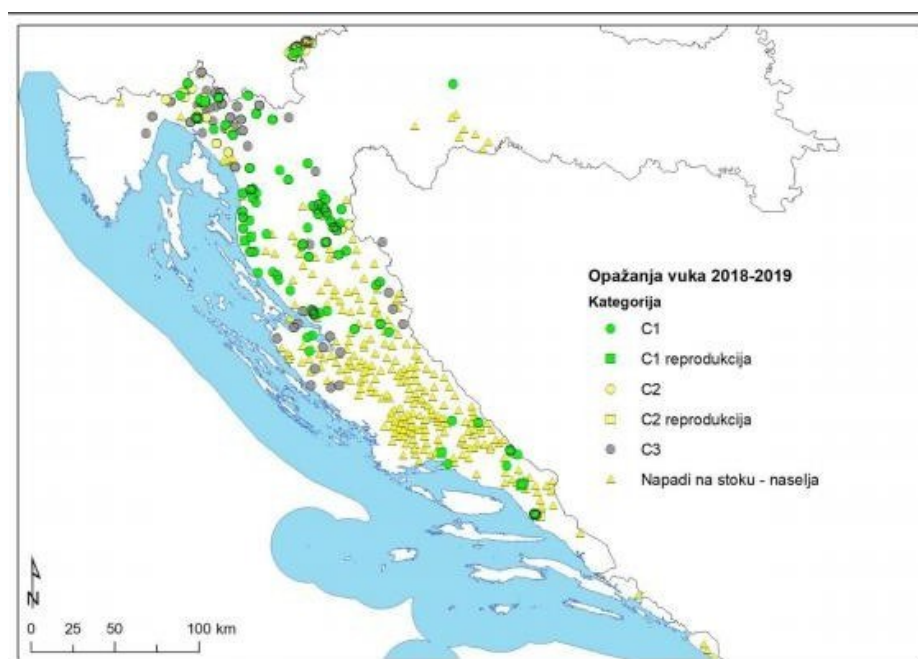 Opažanja vuka 2018-2019
Kategorija
C1
C1 reprodukcija
C2
C2 reprodukcija
C3
Napadi na stoku - naselja
N
0 25 50 100 km